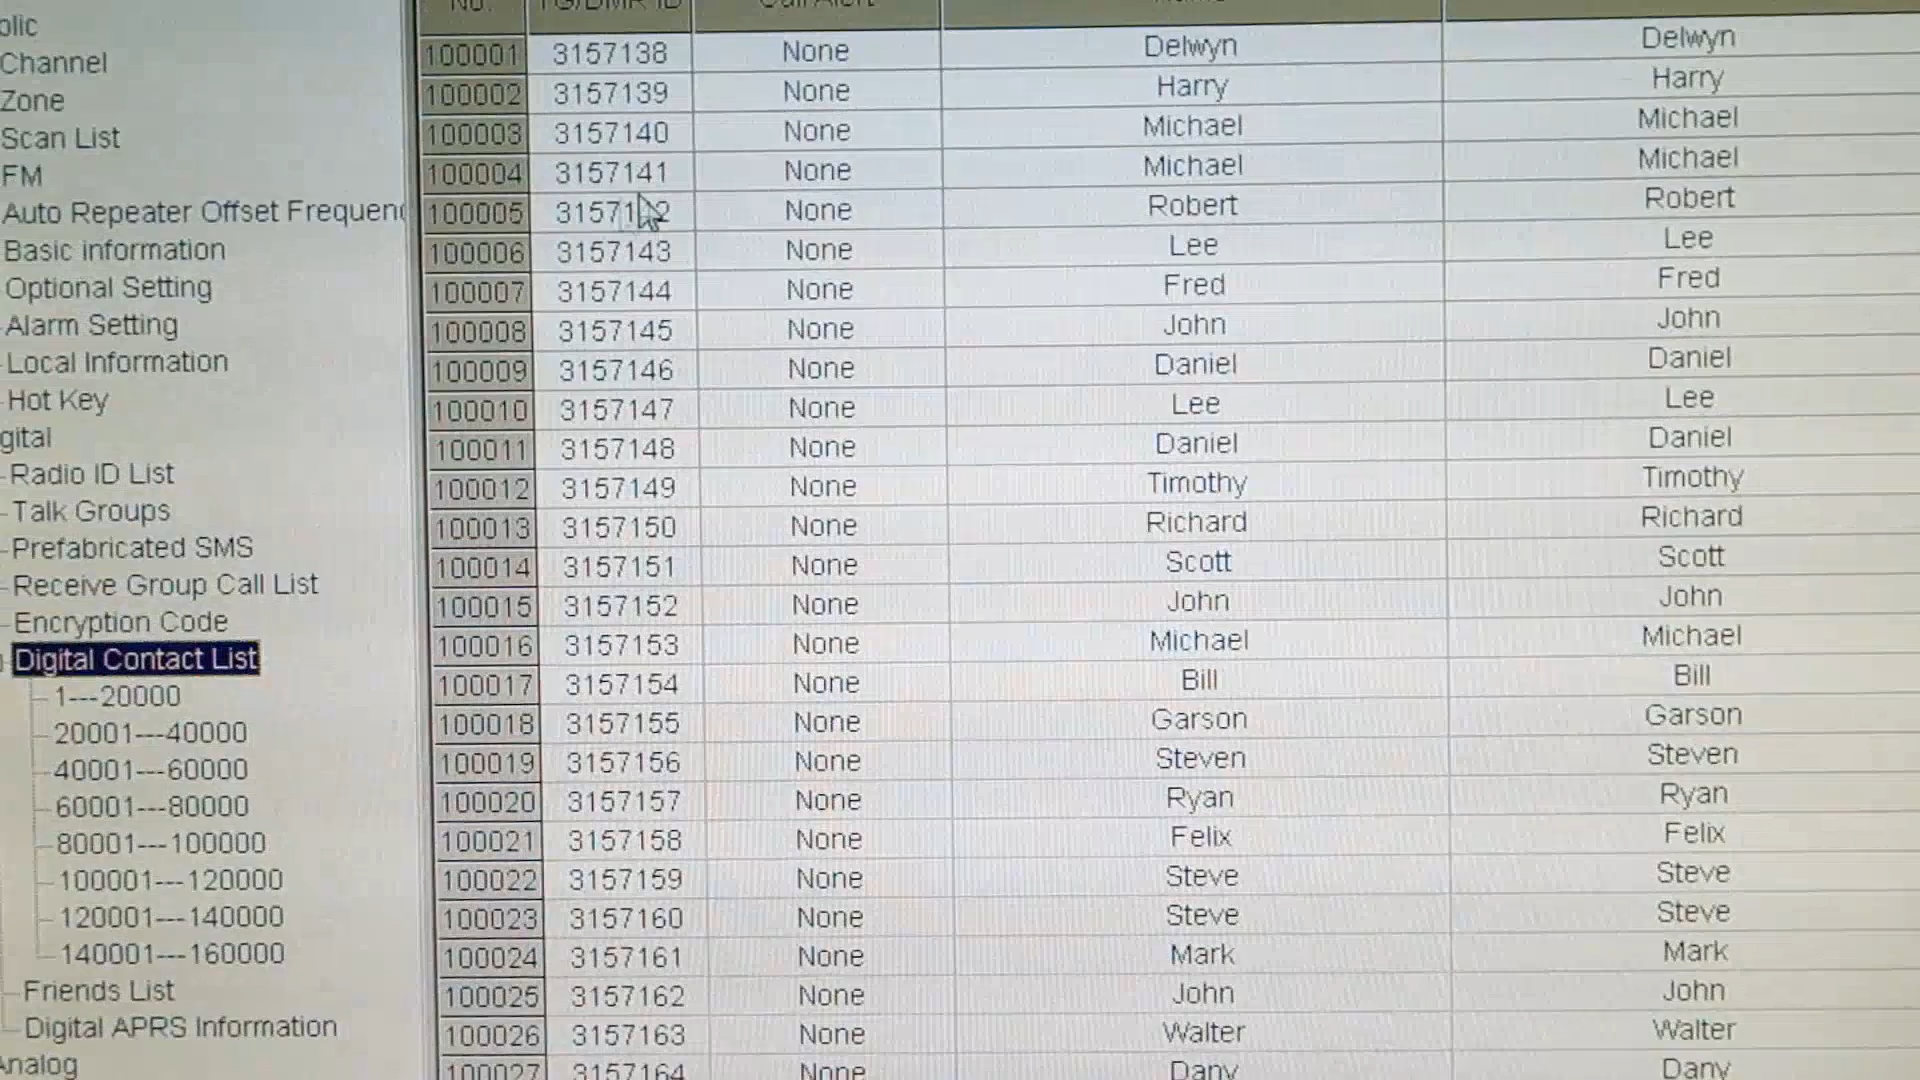 No. TG/DMR ID Call Alert Name
blic
Channel
Zone
Scan List
FM
Auto Repeater Offset Frequenc
Basic information
Optional Setting
Alarm Setting
Local Information
Hot Key
gital
Radio ID List
Talk Groups
Prefabricated SMS
Receive Group Call List
Encryption Code
Digital Contact List
1---20000
20001---40000
40001---60000
60001---80000
80001---100000
100001---120000
120001---140000
140001---160000
Friends List
Digital APRS Information
Analog
100001 3157138 None Delwyn Delwyn
100002 3157139 None Harry Harry
100003 3157140 None Michael Michael
100004 3157141 None Michael Michael
100005 None Robert Robert
100006 3157143 None Lee Lee
100007 3157144 None Fred Fred
100008 3157145 None John John
100009 3157146 None Daniel Daniel
100010 3157147 None Lee Lee
100011 3157148 None Daniel Daniel
100012 3157149 None Timothy Timothy
100013 3157150 None Richard Richard
100014 3157151 None Scott Scott
100015 3157152 None John John
100016 3157153 None Michael Michael
100017 3157154 None Bill Bill
100018 3157155 None Garson Garson
100019 3157156 None Steven Steven
100020 3157157 None Ryan Ryan
100021 3157158 None Felix Felix
100022 3157159 None Steve Steve
100023 3157160 None Steve Steve
100024 3157161 None Mark Mark
100025 3157162 None John John
100026 3157163 None Walter Walter
100027 3157164 None Dany Dany